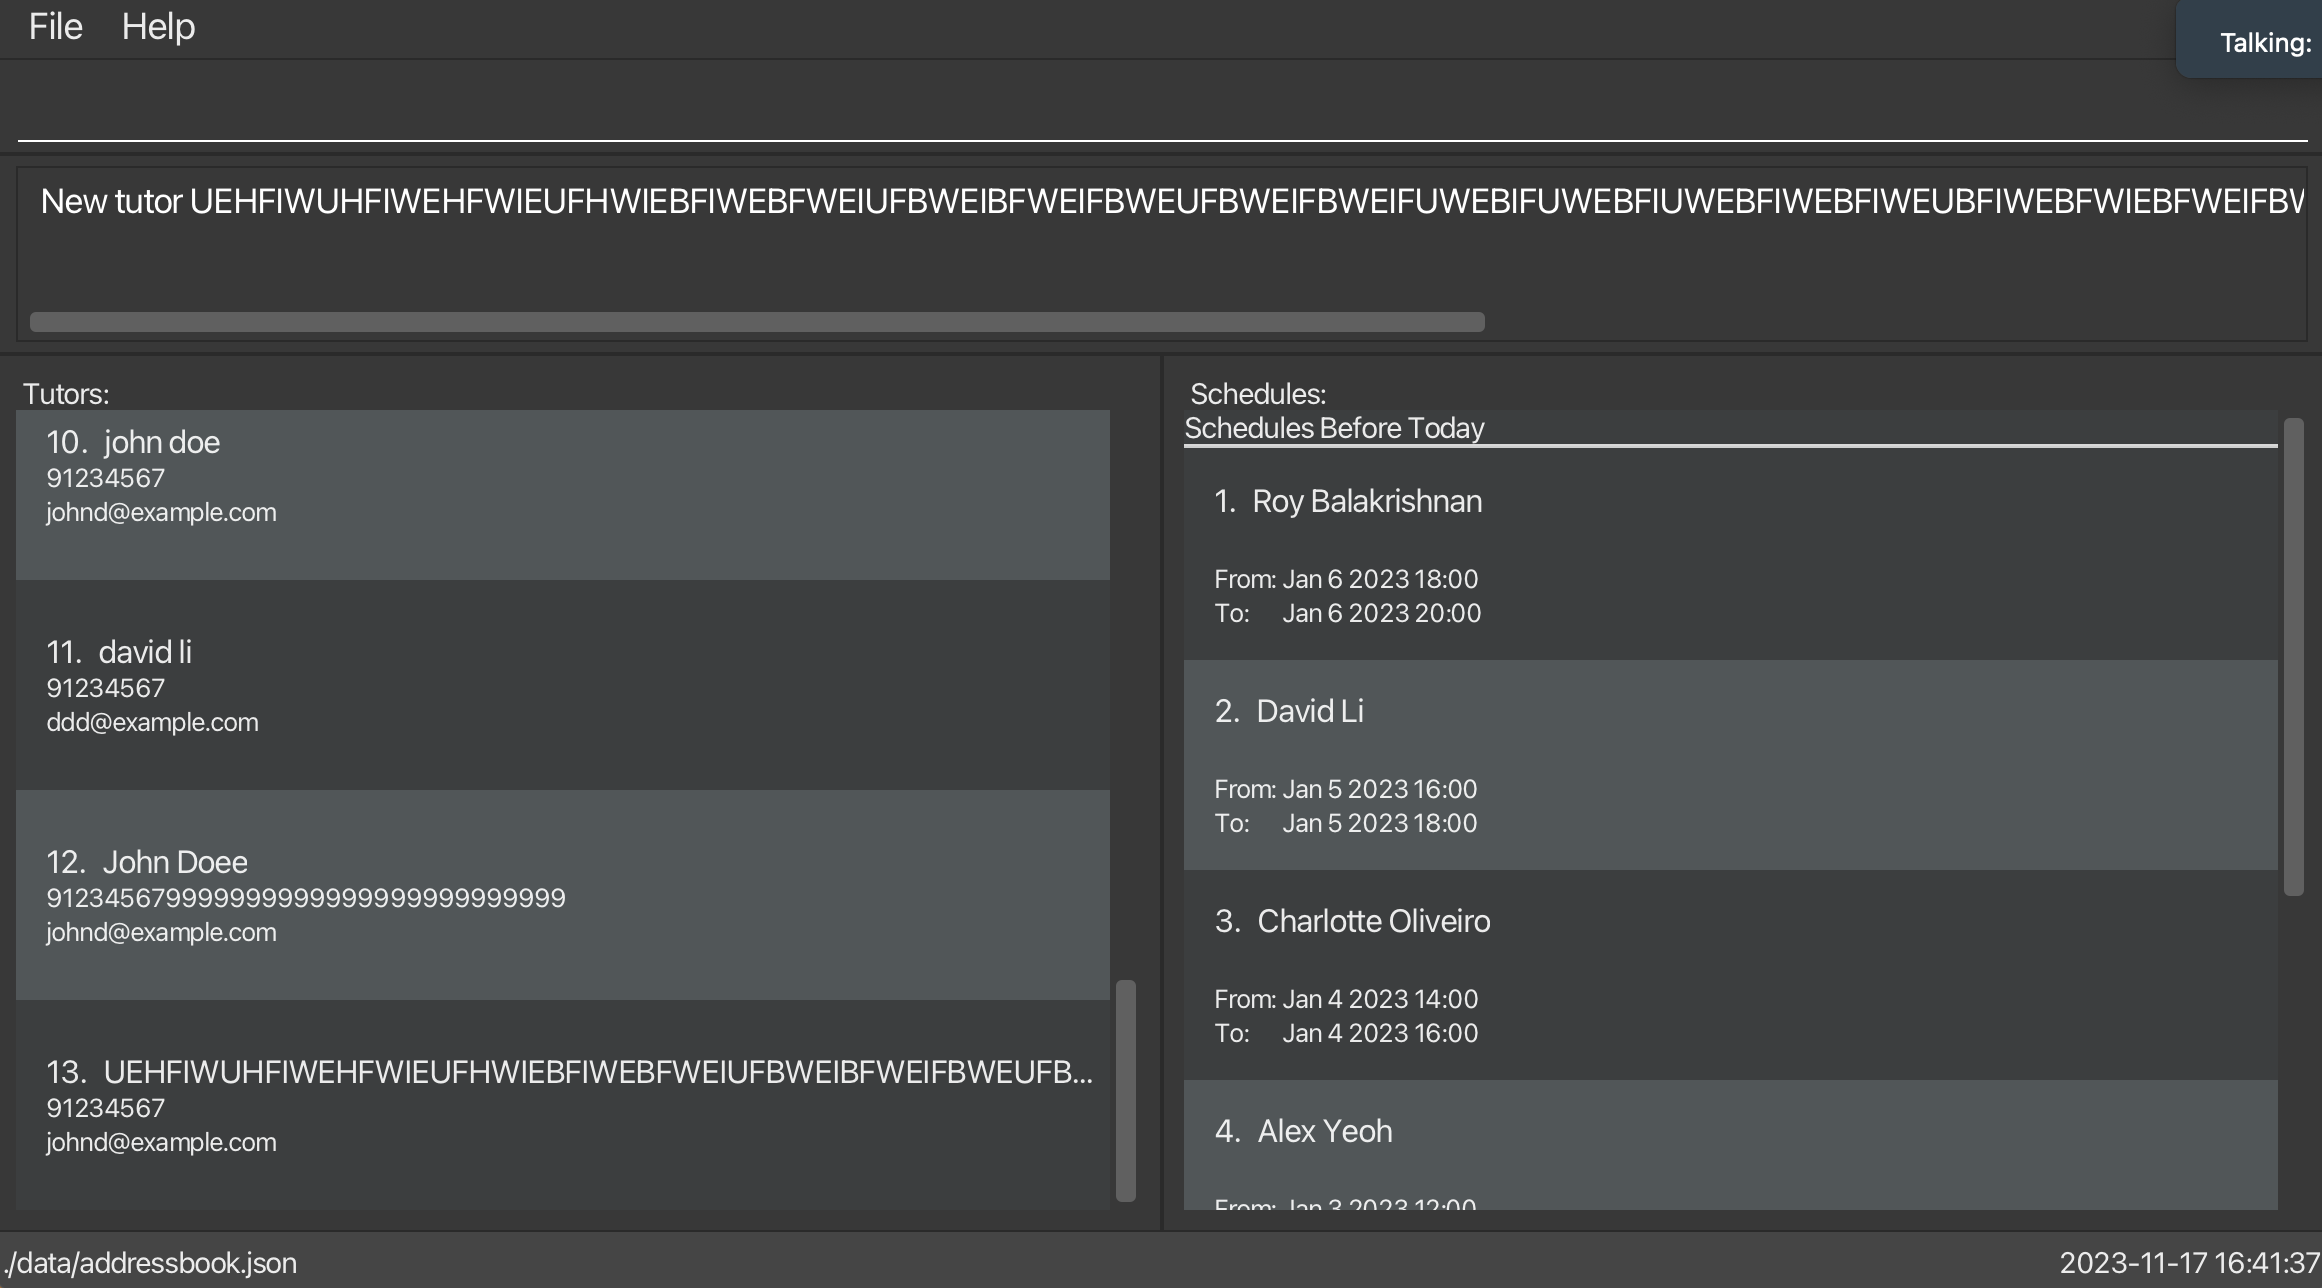 File Help
Talking:
New tutor UEHFIWUHFIWEHFWIEUFHWIEBFIWEBFWEIUFBWEIBFWEIFBWEUFBWEIFBWEIFUWEBIFUWEBFIUWEBFIWEBFIWEUBFIWEBFWIEBFWEIFBW
Tutors:
10. john doe
91234567
johnd@example.com
11. david li
91234567
ddd@example.com
12. John Doee
91234567999999999999999999999999
johnd@example.com
13. UEHFIWUHFIWEHFWIEUFHWIEBFIWEBFWEIUFBWEIBFWEIFBWEUFB...
91234567
johnd@example.com
Schedules:
Schedules Before Today
1. Roy Balakrishnan
From: Jan 6 2023 18:00
To: Jan 6 2023 20:00
2. David Li
From: Jan 5 2023 16:00
To: Jan 5 2023 18:00
3. Charlotte Oliveiro
From: Jan 4 2023 14:00
To: Jan 4 2023 16:00
4. Alex Yeoh
From: Jan 3 2023 12:00
./data/addressbook.json
2023-11-17 16:41:37